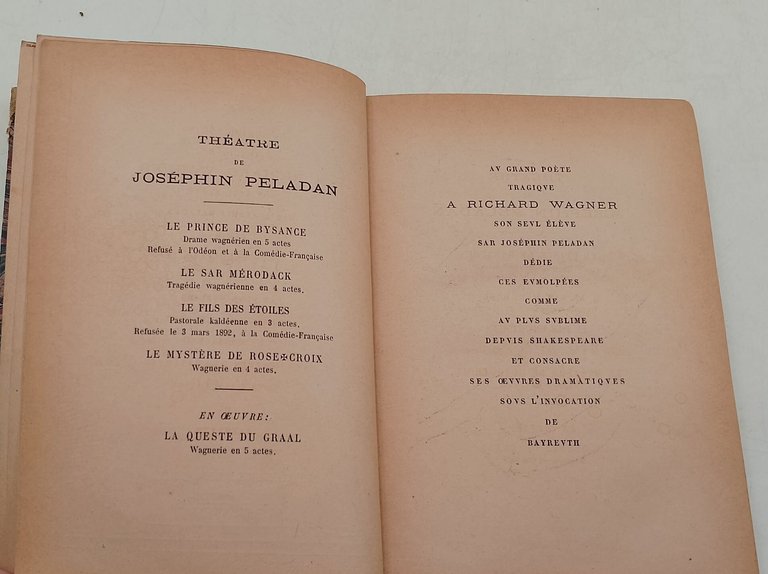 THÉATRE
DE
JOSÉPHIN PELADAN
LE PRINCE DE BYSANCE
Drame wagnérien en 5 actes
Refusé à l'Odéon et à la Comédie-Française
LE SAR MÉRODACK
Tragédie wagnérienne en 4 actes.
LE FILS DES ÉTOILES
Pastorale kaldéenne en 3 actes.
Refusée le 3 mars 1892, à la Comédie-Française
LE MYSTÈRE DE ROSE✠CROIX
Wagnerie en 4 actes.
EN ŒUVRE:
LA QUESTE DU GRAAL
Wagnerie en 5 actes.
AV GRAND POÈTE
TRAGIQVE
A RICHARD WAGNER
SON SEVL ÉLÈVE
SAR JOSÉPHIN PELADAN
DÉDIE
CES EVMOLPÉES
COMME
AV PLVS SVBLIME
DEPVIS SHAKESPEARE
ET CONSACRE
SES ŒVVRES DRAMATIQVES
SOVS L'INVOCATION
DE
BAYREVTH